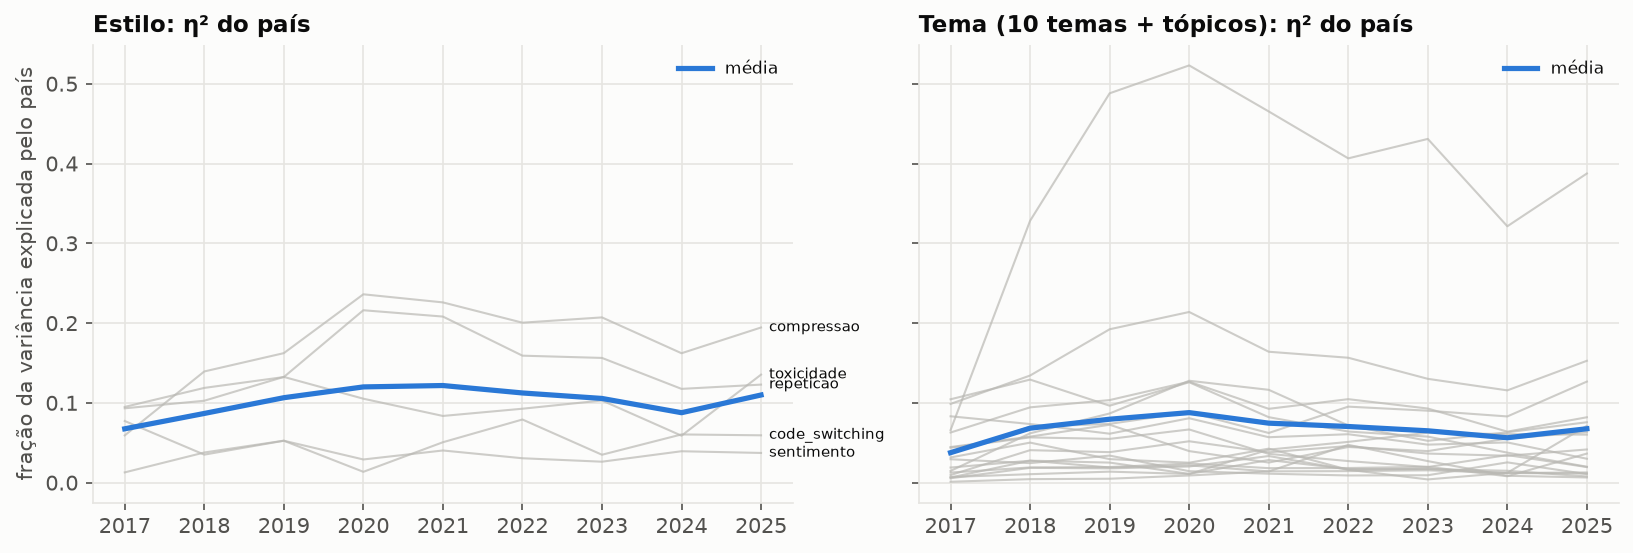 Estilo: η² do país
Tema (10 temas + tópicos): η² do país
média
média
fração da variância explicada pelo país
0.5
0.4
0.3
0.2
0.1
0.0
compressao
toxicidade
repeticao
code_switching
sentimento
2017 2018 2019 2020 2021 2022 2023 2024 2025
2017 2018 2019 2020 2021 2022 2023 2024 2025